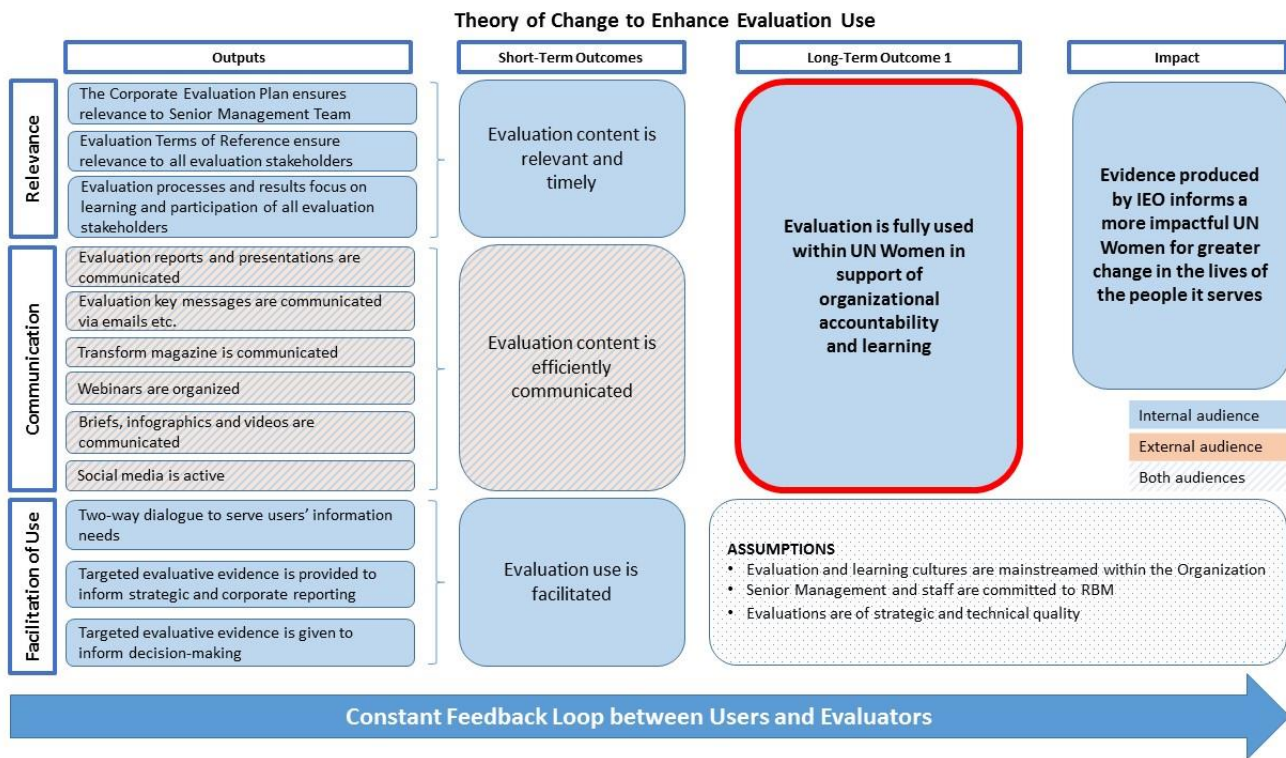 Theory of Change to Enhance Evaluation Use
Outputs
Short-Term Outcomes
Long-Term Outcome 1
Impact
Relevance
The Corporate Evaluation Plan ensures
relevance to Senior Management Team
Evaluation Terms of Reference ensure
relevance to all evaluation stakeholders
Evaluation processes and results focus on
learning and participation of all evaluation
stakeholders
Evaluation content is
relevant and
timely
Communication
Evaluation reports and presentations are
communicated
Evaluation key messages are communicated
via emails etc.
Transform magazine is communicated
Webinars are organized
Briefs, infographics and videos are
communicated
Social media is active
Evaluation content is
efficiently
communicated
Facilitation of Use
Two-way dialogue to serve users’ information
needs
Targeted evaluative evidence is provided to
inform strategic and corporate reporting
Targeted evaluative evidence is given to
inform decision-making
Evaluation use is
facilitated
Evaluation is fully used
within UN Women in
support of
organizational
accountability
and learning
Evidence produced
by IEO informs a
more impactful UN
Women for greater
change in the lives of
the people it serves
Internal audience
External audience
Both audiences
ASSUMPTIONS
• Evaluation and learning cultures are mainstreamed within the Organization
• Senior Management and staff are committed to RBM
• Evaluations are of strategic and technical quality
Constant Feedback Loop between Users and Evaluators